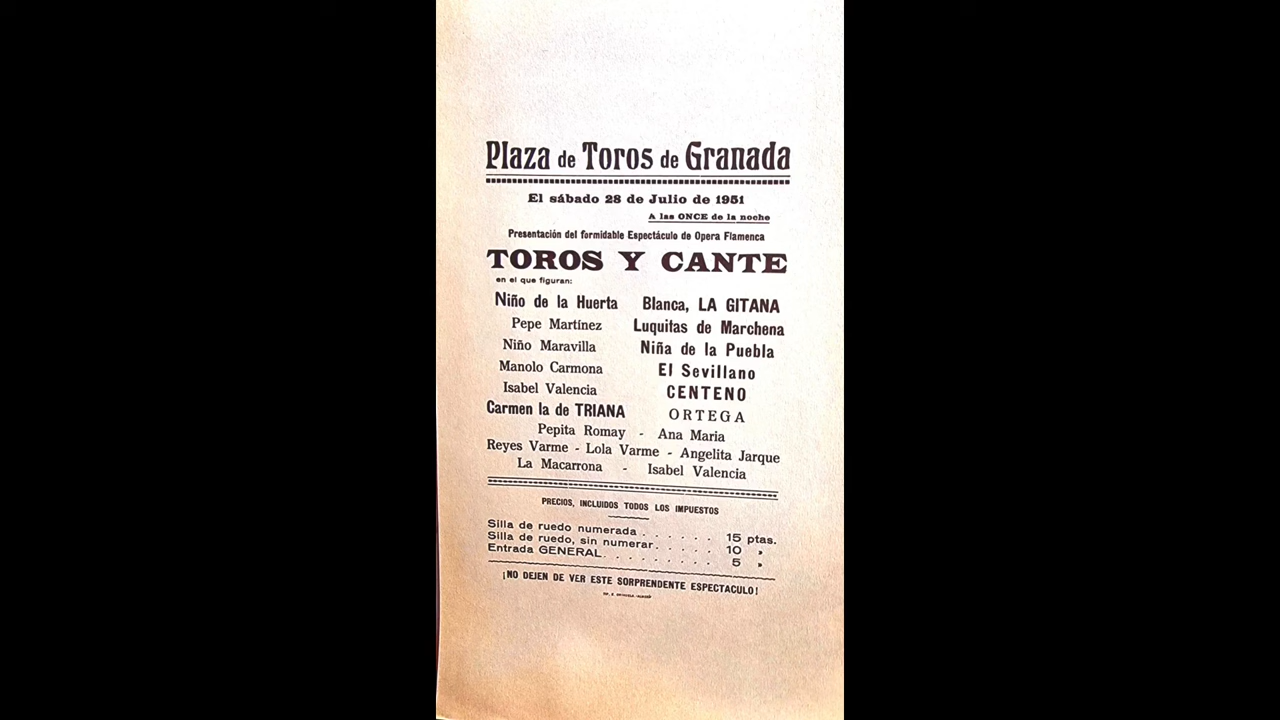 Plaza de Toros de Granada
El sábado 28 de Julio de 1951
A las ONCE de la noche
Presentación del formidable Espectáculo de Opera Flamenca
TOROS Y CANTE
en el que figuran:
Niño de la Huerta Blanca, LA GITANA
Pepe Martínez Luquitas de Marchena
Niño Maravilla Niña de la Puebla
Manolo Carmona El Sevillano
Isabel Valencia CENTENO
Carmen la de TRIANA ORTEGA
Pepita Romay - Ana Maria
Reyes Varme - Lola Varme - Angelita Jarque
La Macarrona - Isabel Valencia
PRECIOS, INCLUIDOS TODOS LOS IMPUESTOS
Silla de ruedo numerada . . . . . . 15 ptas.
Silla de ruedo, sin numerar . . . . . 10 »
Entrada GENERAL . . . . . . . . 5 »
¡NO DEJEN DE VER ESTE SORPRENDENTE ESPECTACULO!